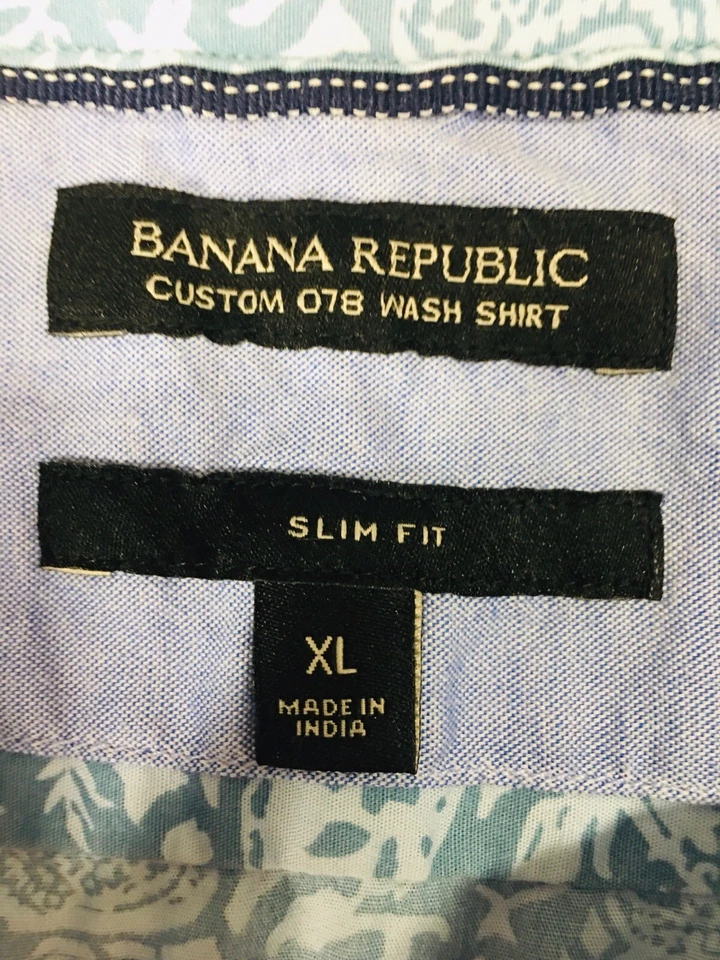 BANANA REPUBLIC
CUSTOM 078 WASH SHIRT
SLIM FIT
XL
MADE IN
INDIA